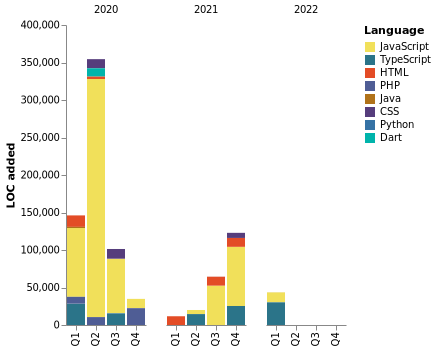 2020 2021 2022
Language
JavaScript
TypeScript
HTML
PHP
Java
CSS
Python
Dart
LOC added
400,000
350,000
300,000
250,000
200,000
150,000
100,000
50,000
0
Q1 Q2 Q3 Q4 Q1 Q2 Q3 Q4 Q1 Q2 Q3 Q4